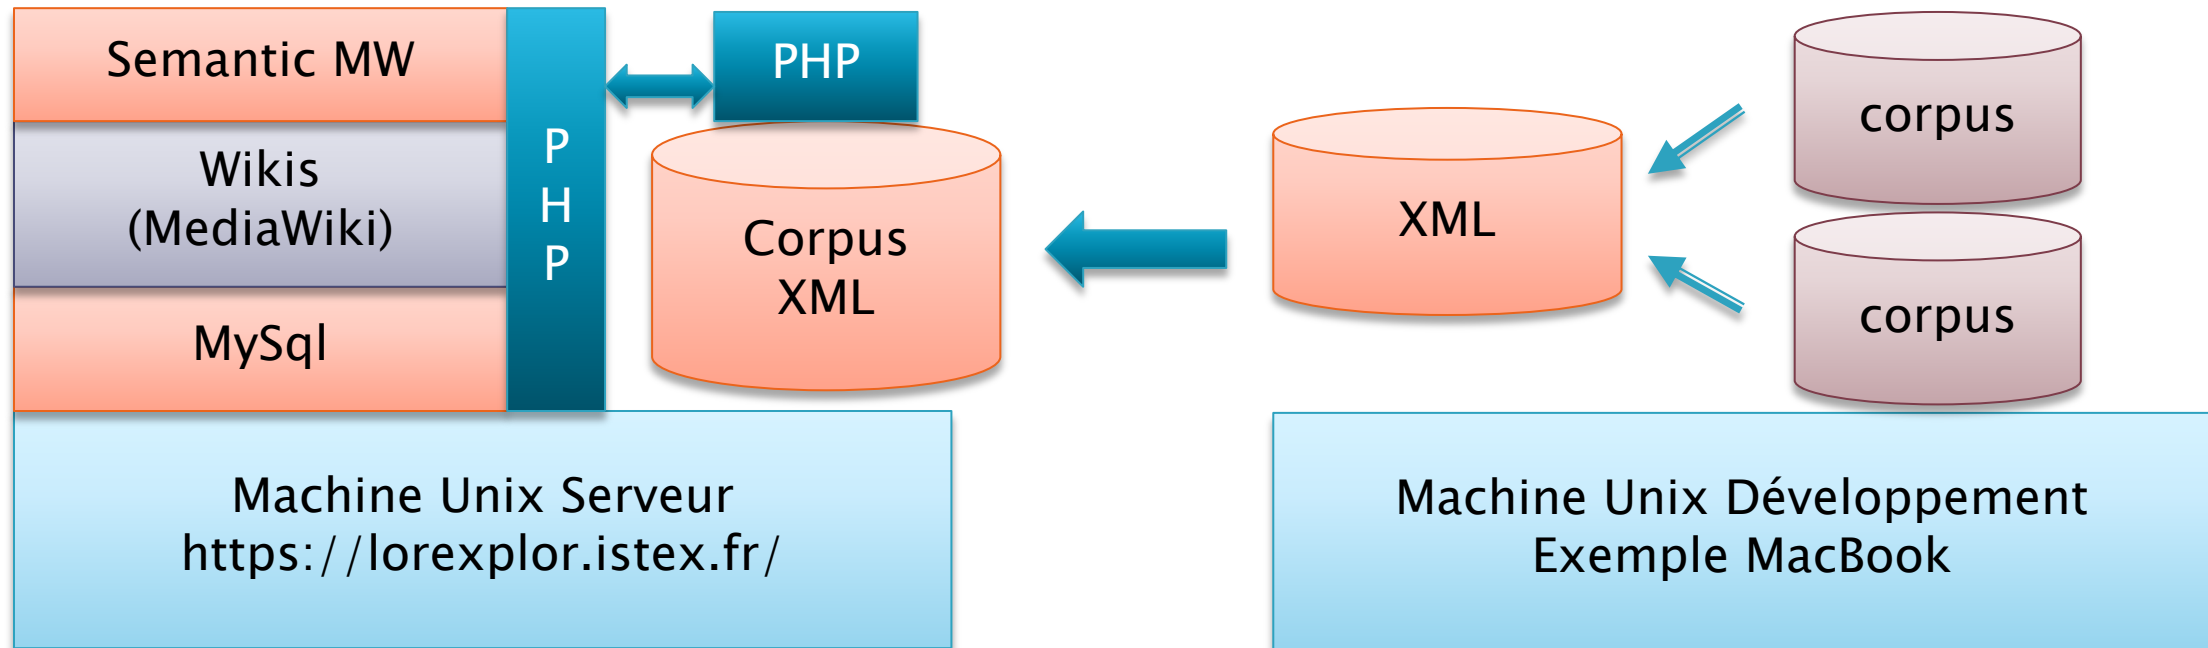 Semantic MW
Wikis
(MediaWiki)
MySql
P
H
P
PHP
Corpus
XML
Machine Unix Serveur
https://lorexplor.istex.fr/
XML
corpus
corpus
Machine Unix Développement
Exemple MacBook